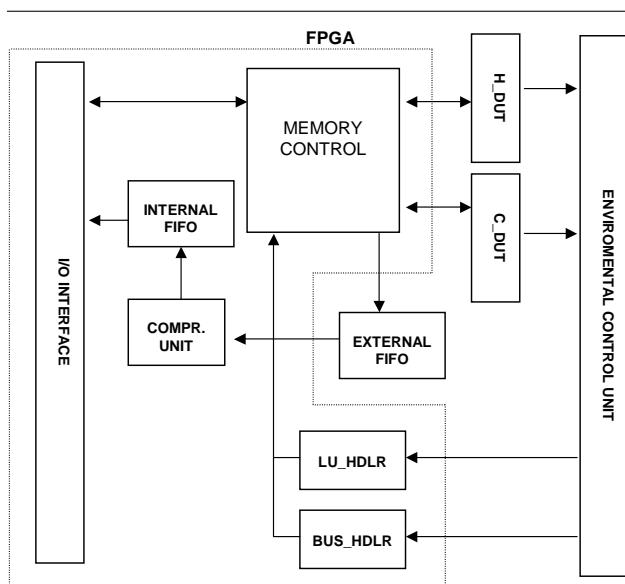 FPGA
MEMORY
CONTROL
H_DUT
C_DUT
INTERNAL
FIFO
COMPR.
UNIT
EXTERNAL
FIFO
I/O INTERFACE
ENVIROMENTAL CONTROL UNIT
LU_HDLR
BUS_HDLR